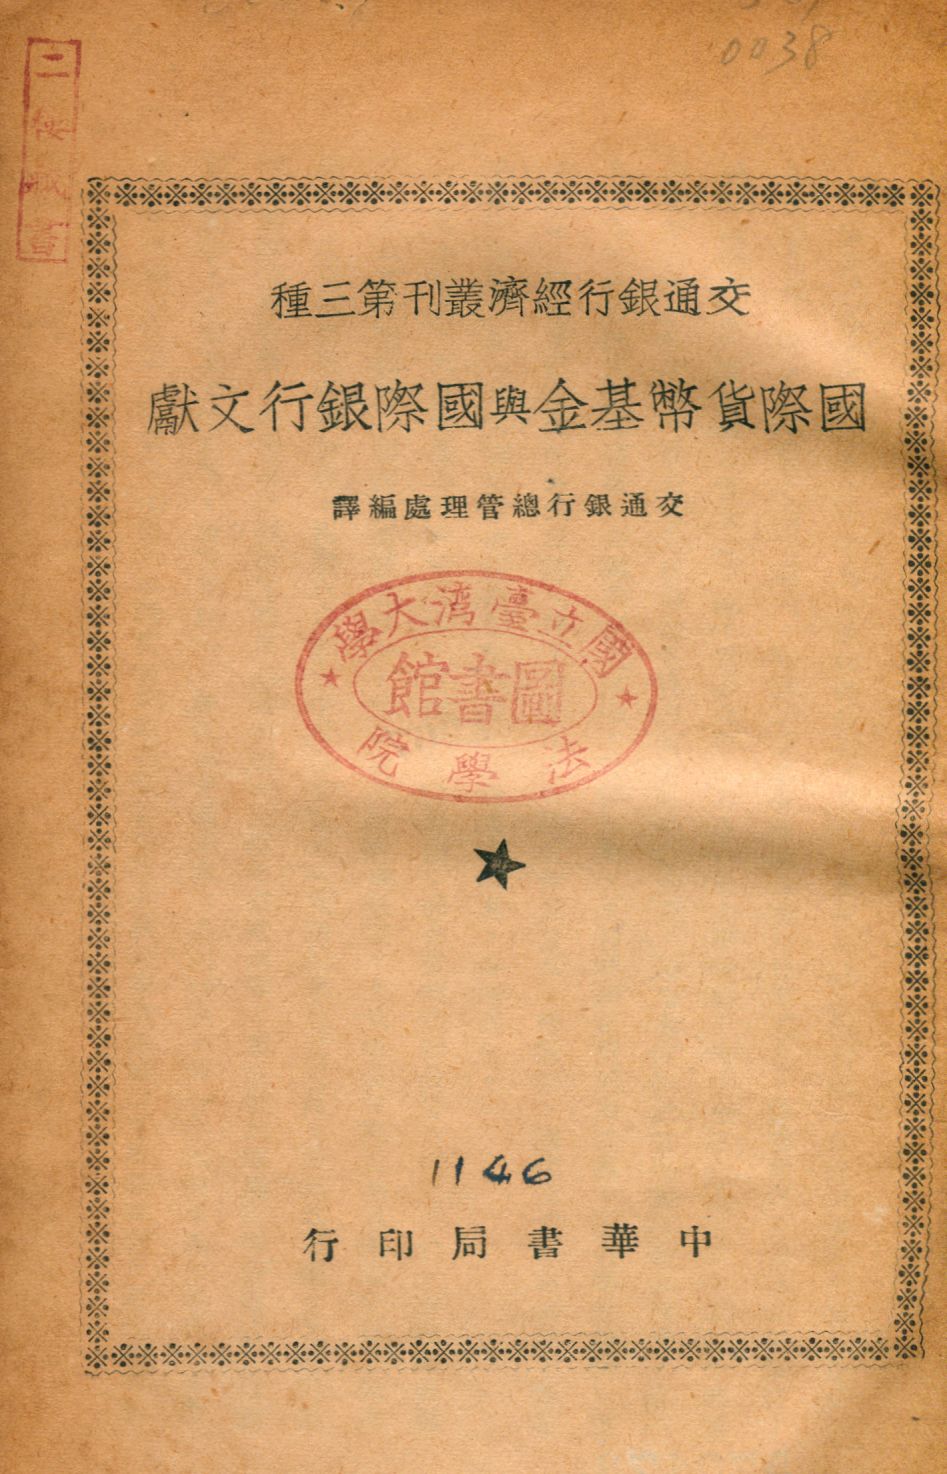 0038
交通銀行經濟叢刊第三種
國際貨幣基金與國際銀行文獻
交通銀行總管理處編譯
國立臺灣大學
圖書館
法學院
1146
中華書局印行